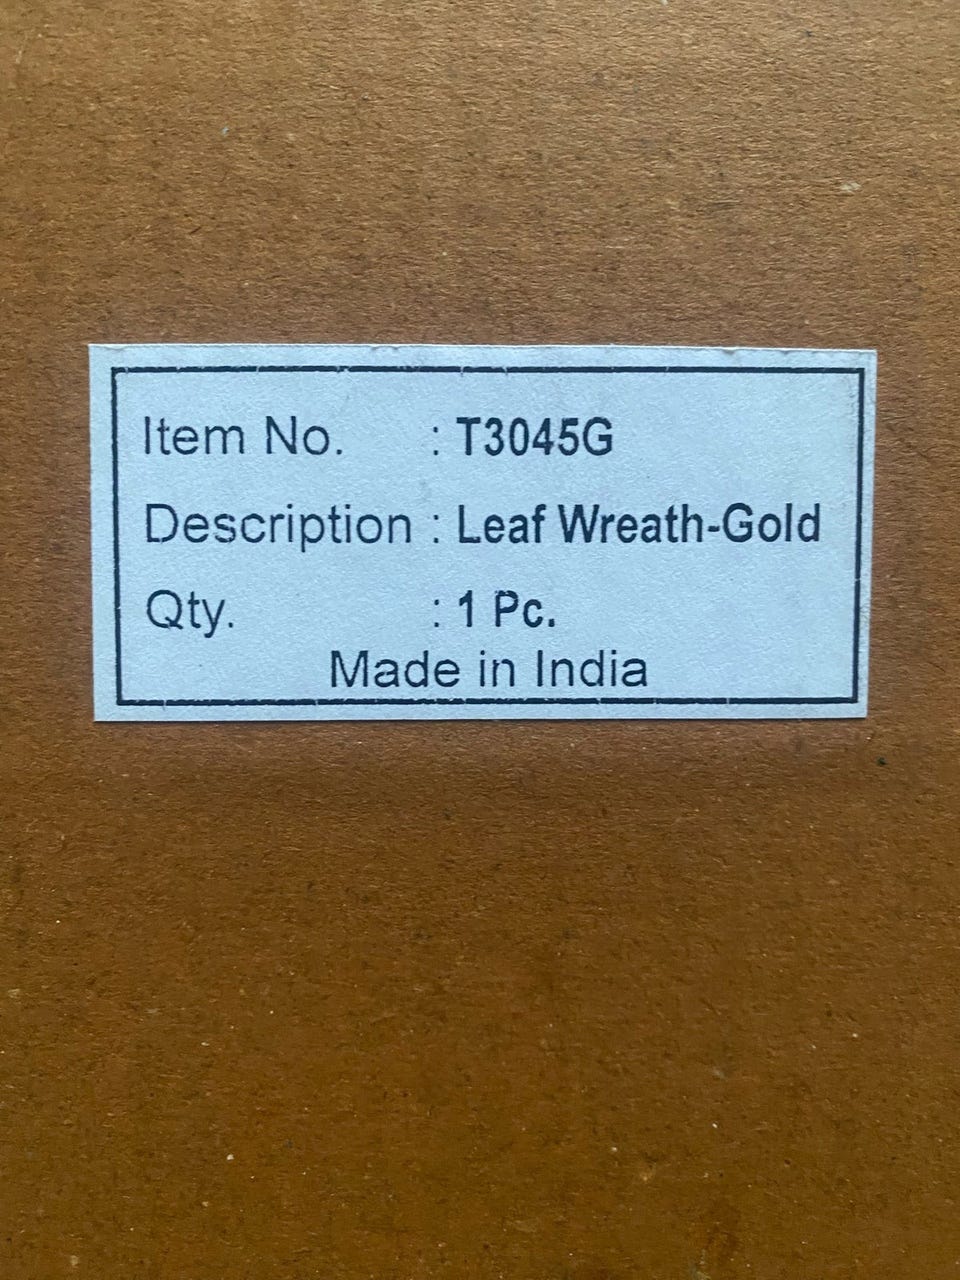 Item No. : T3045G
Description : Leaf Wreath-Gold
Qty. : 1 Pc.
Made in India